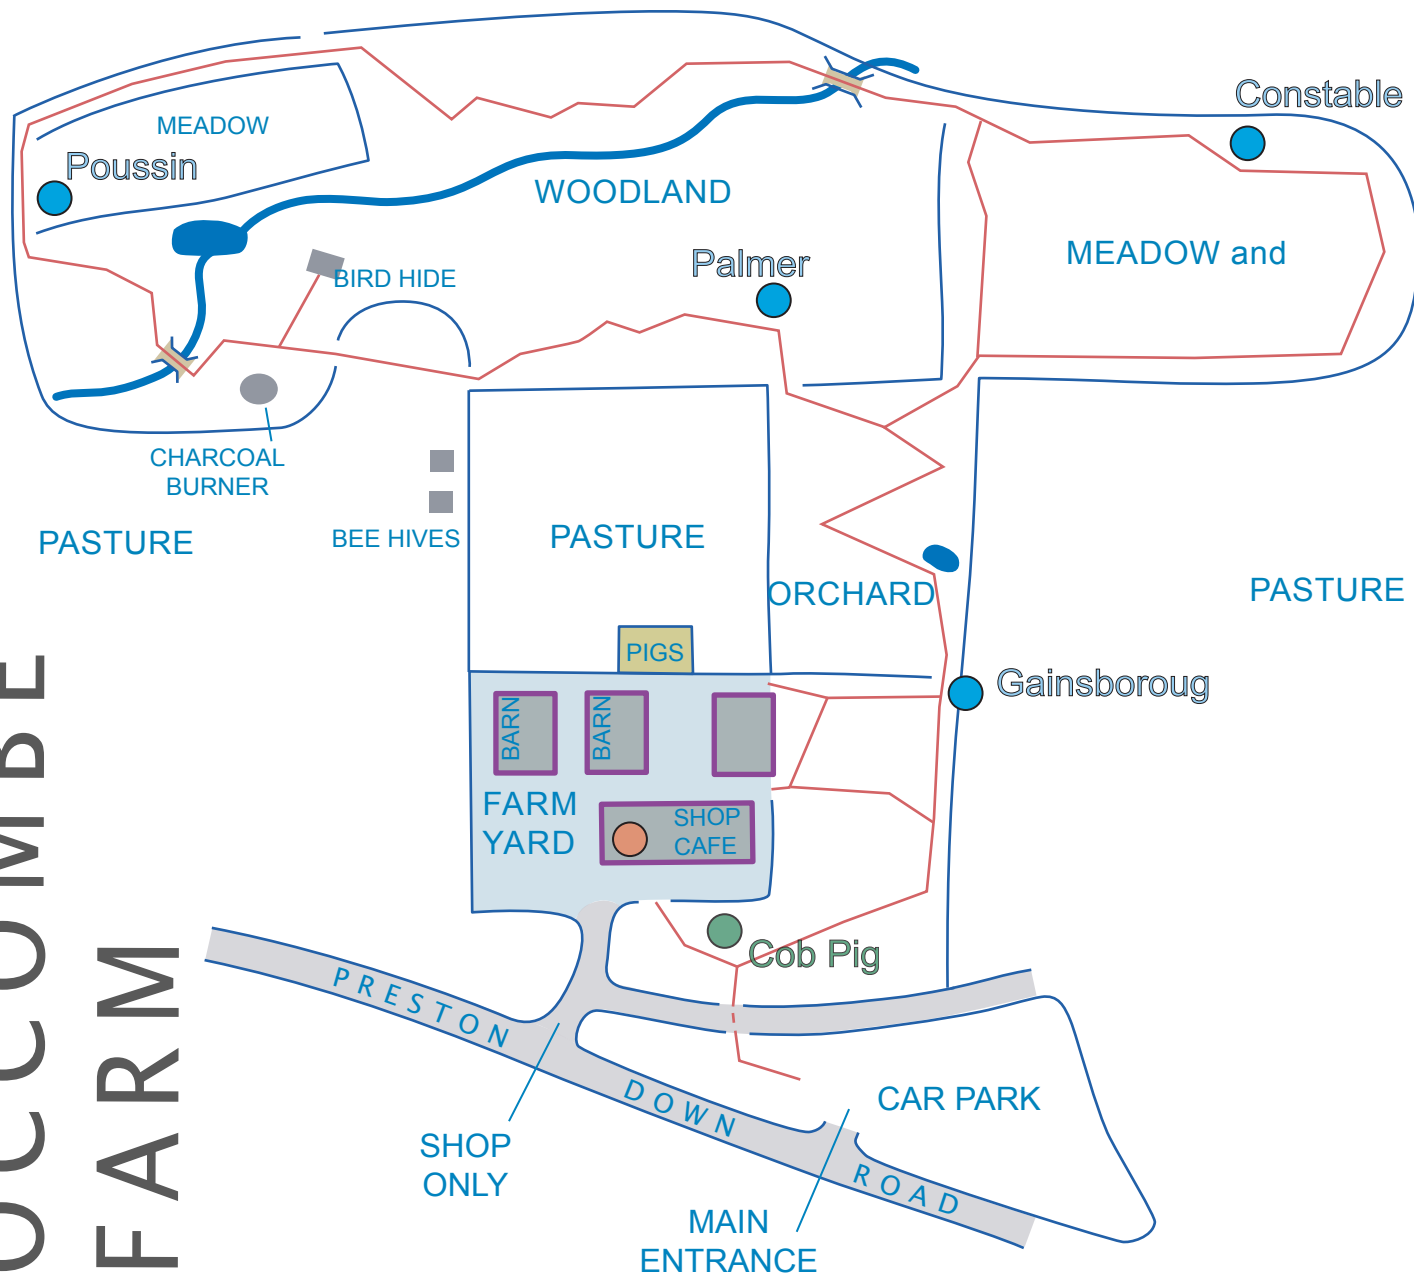 Constable
MEADOW
Poussin
WOODLAND
MEADOW and
Palmer
BIRD HIDE
CHARCOAL
BURNER
PASTURE
BEE HIVES
PASTURE
ORCHARD
PASTURE
PIGS
Gainsboroug
BARN
BARN
FARM
YARD
SHOP
CAFE
Cob Pig
PRESTON DOWN ROAD
CAR PARK
SHOP
ONLY
MAIN
ENTRANCE
OCCOMBE
FARM